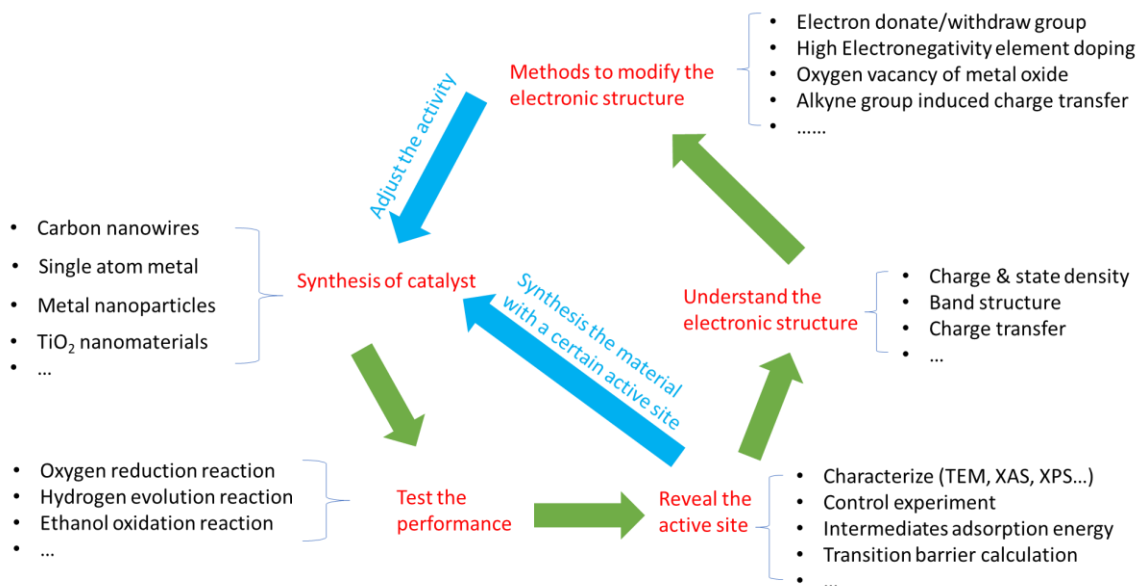 • Electron donate/withdraw group
• High Electronegativity element doping
• Oxygen vacancy of metal oxide
• Alkyne group induced charge transfer
• ……
Methods to modify the
electronic structure
Adjust the activity
• Carbon nanowires
• Single atom metal
• Metal nanoparticles
• TiO₂ nanomaterials
• ...
Synthesis of catalyst
Synthesis the material
with a certain active site
Understand the
electronic structure
• Charge & state density
• Band structure
• Charge transfer
• ...
• Oxygen reduction reaction
• Hydrogen evolution reaction
• Ethanol oxidation reaction
• ...
Test the
performance
Reveal the
active site
• Characterize (TEM, XAS, XPS...)
• Control experiment
• Intermediates adsorption energy
• Transition barrier calculation
• ...